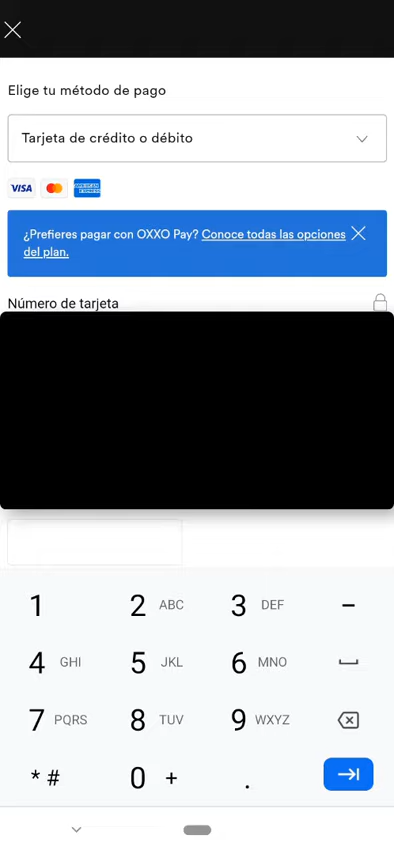 Elige tu método de pago
Tarjeta de crédito o débito
VISA
AMERICAN EXPRESS
¿Prefieres pagar con OXXO Pay? Conoce todas las opciones
del plan.
Número de tarjeta
1 2 ABC 3 DEF –
4 GHI 5 JKL 6 MNO
7 PQRS 8 TUV 9 WXYZ
* # 0 + .